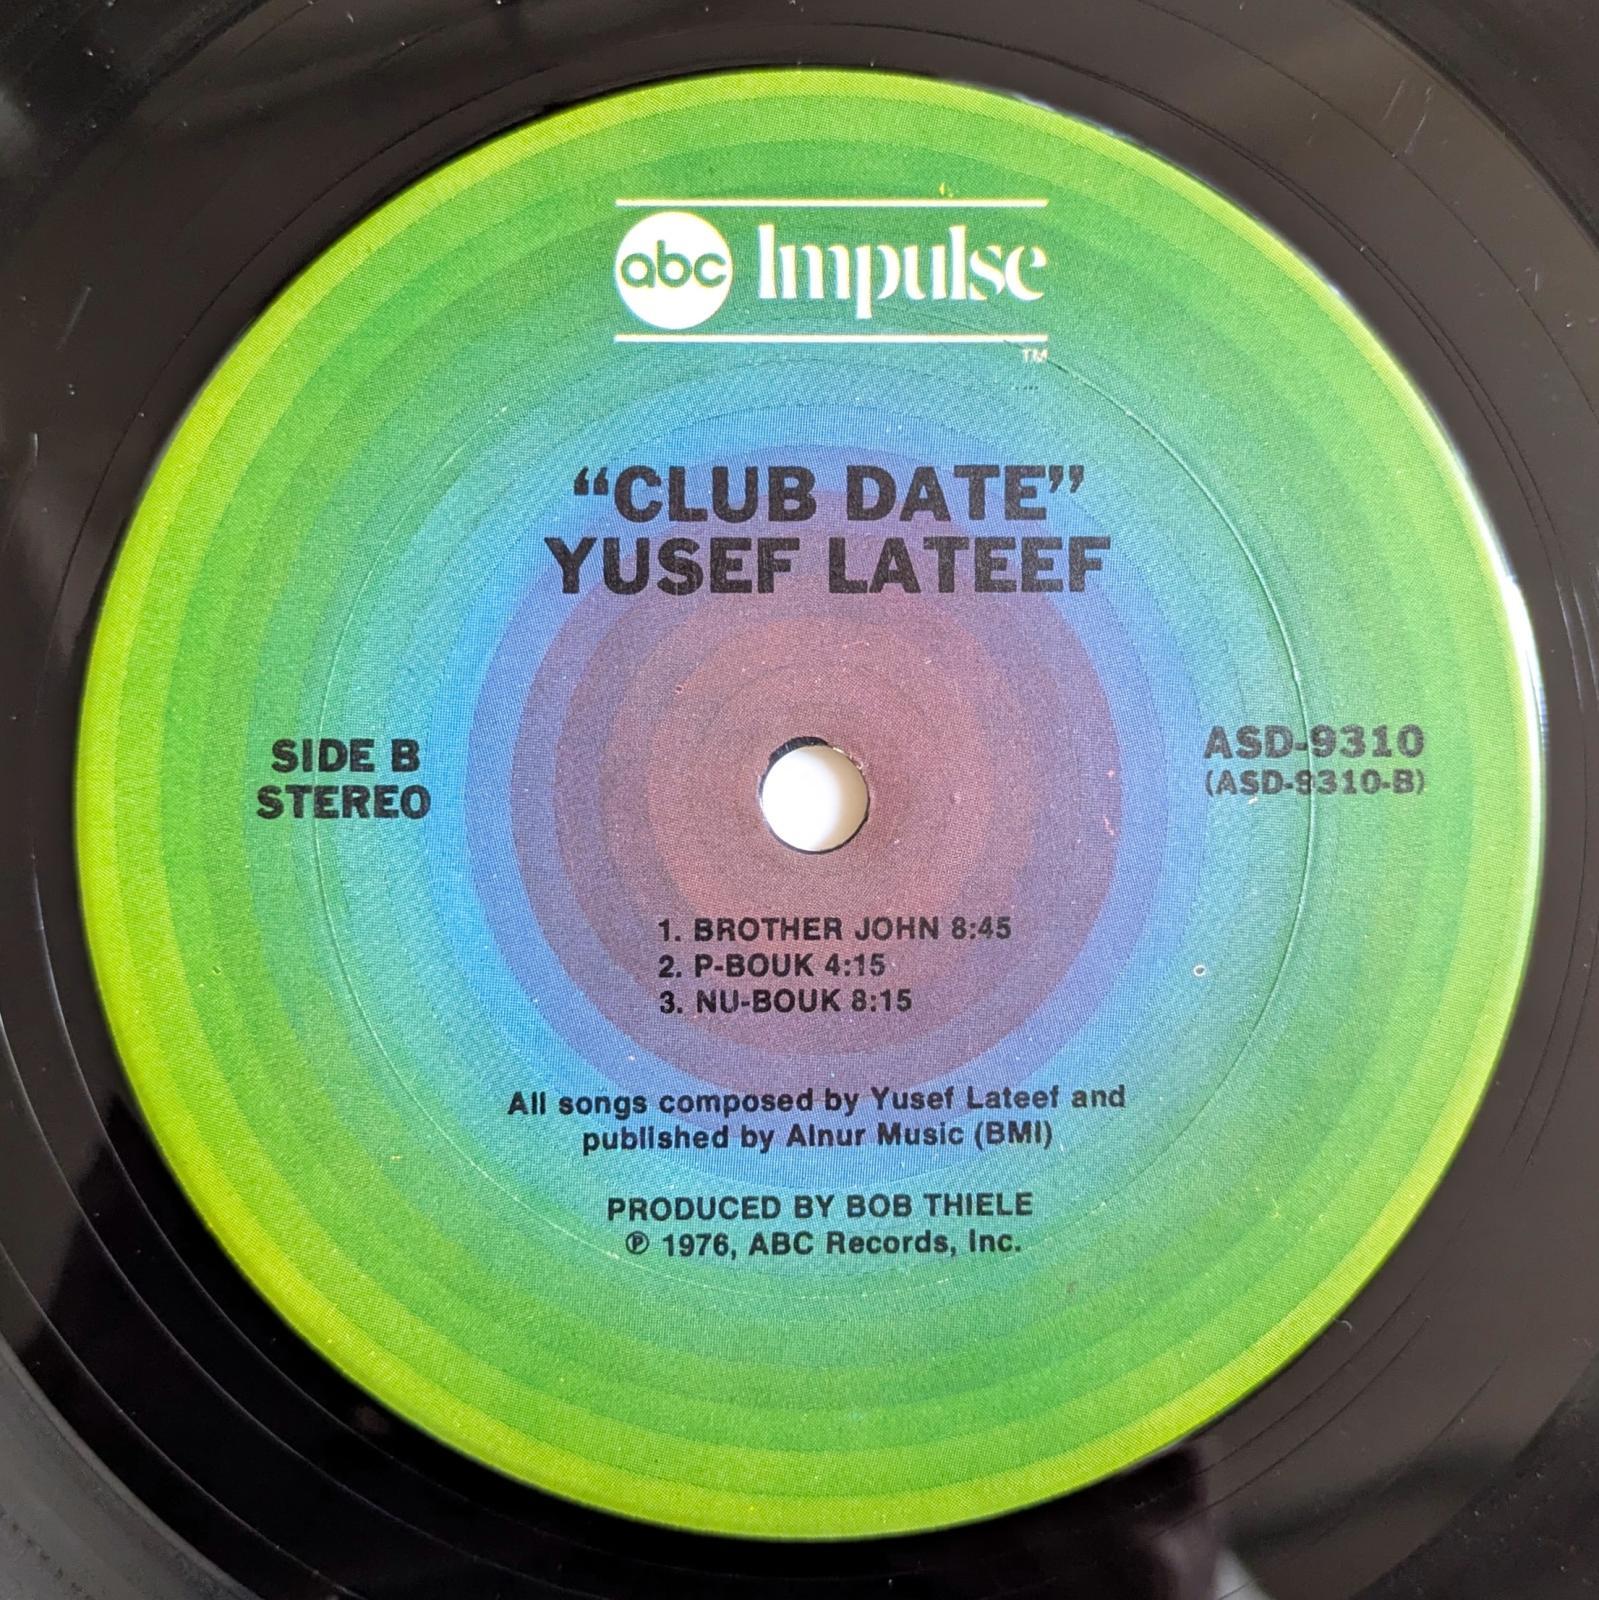 abc Impulse
TM
“CLUB DATE”
YUSEF LATEEF
SIDE B
STEREO
ASD-9310
(ASD-9310-B)
1. BROTHER JOHN 8:45
2. P-BOUK 4:15
3. NU-BOUK 8:15
All songs composed by Yusef Lateef and
published by Alnur Music (BMI)
PRODUCED BY BOB THIELE
℗ 1976, ABC Records, Inc.